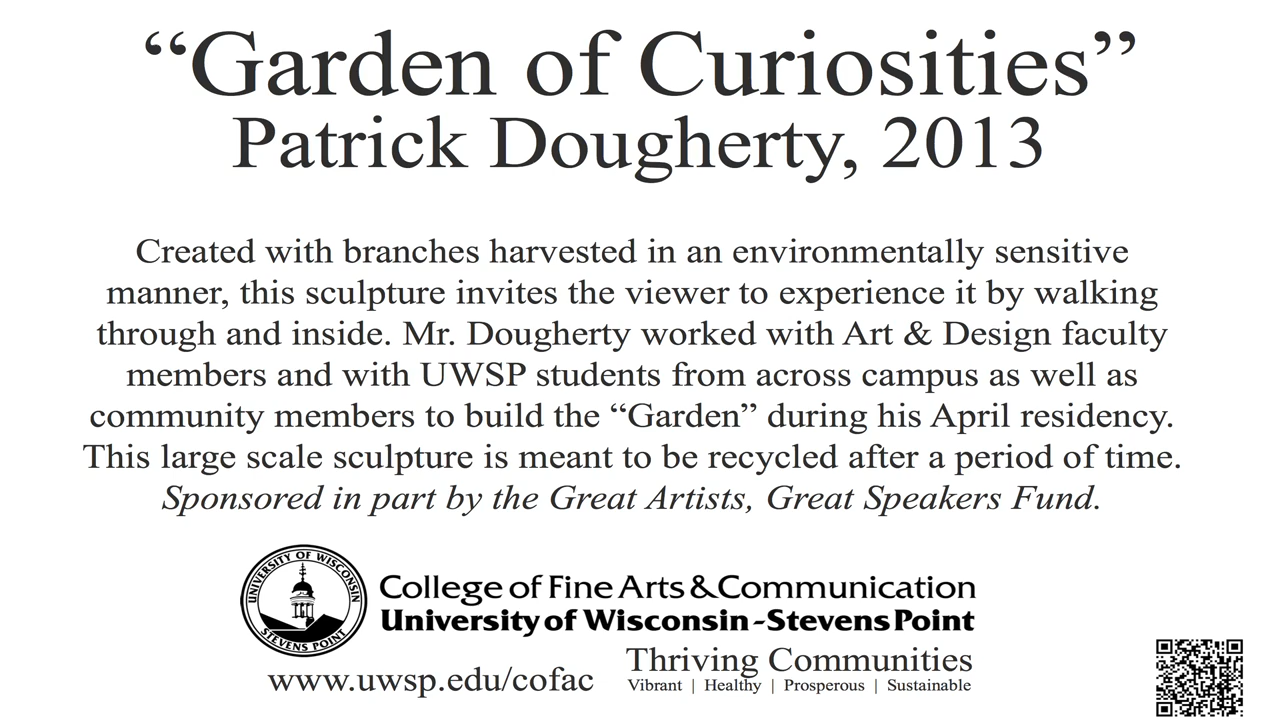 “Garden of Curiosities”
Patrick Dougherty, 2013
Created with branches harvested in an environmentally sensitive
manner, this sculpture invites the viewer to experience it by walking
through and inside. Mr. Dougherty worked with Art & Design faculty
members and with UWSP students from across campus as well as
community members to build the “Garden” during his April residency.
This large scale sculpture is meant to be recycled after a period of time.
Sponsored in part by the Great Artists, Great Speakers Fund.
UNIVERSITY OF WISCONSIN
STEVENS POINT
College of Fine Arts & Communication
University of Wisconsin - Stevens Point
www.uwsp.edu/cofac
Thriving Communities
Vibrant | Healthy | Prosperous | Sustainable